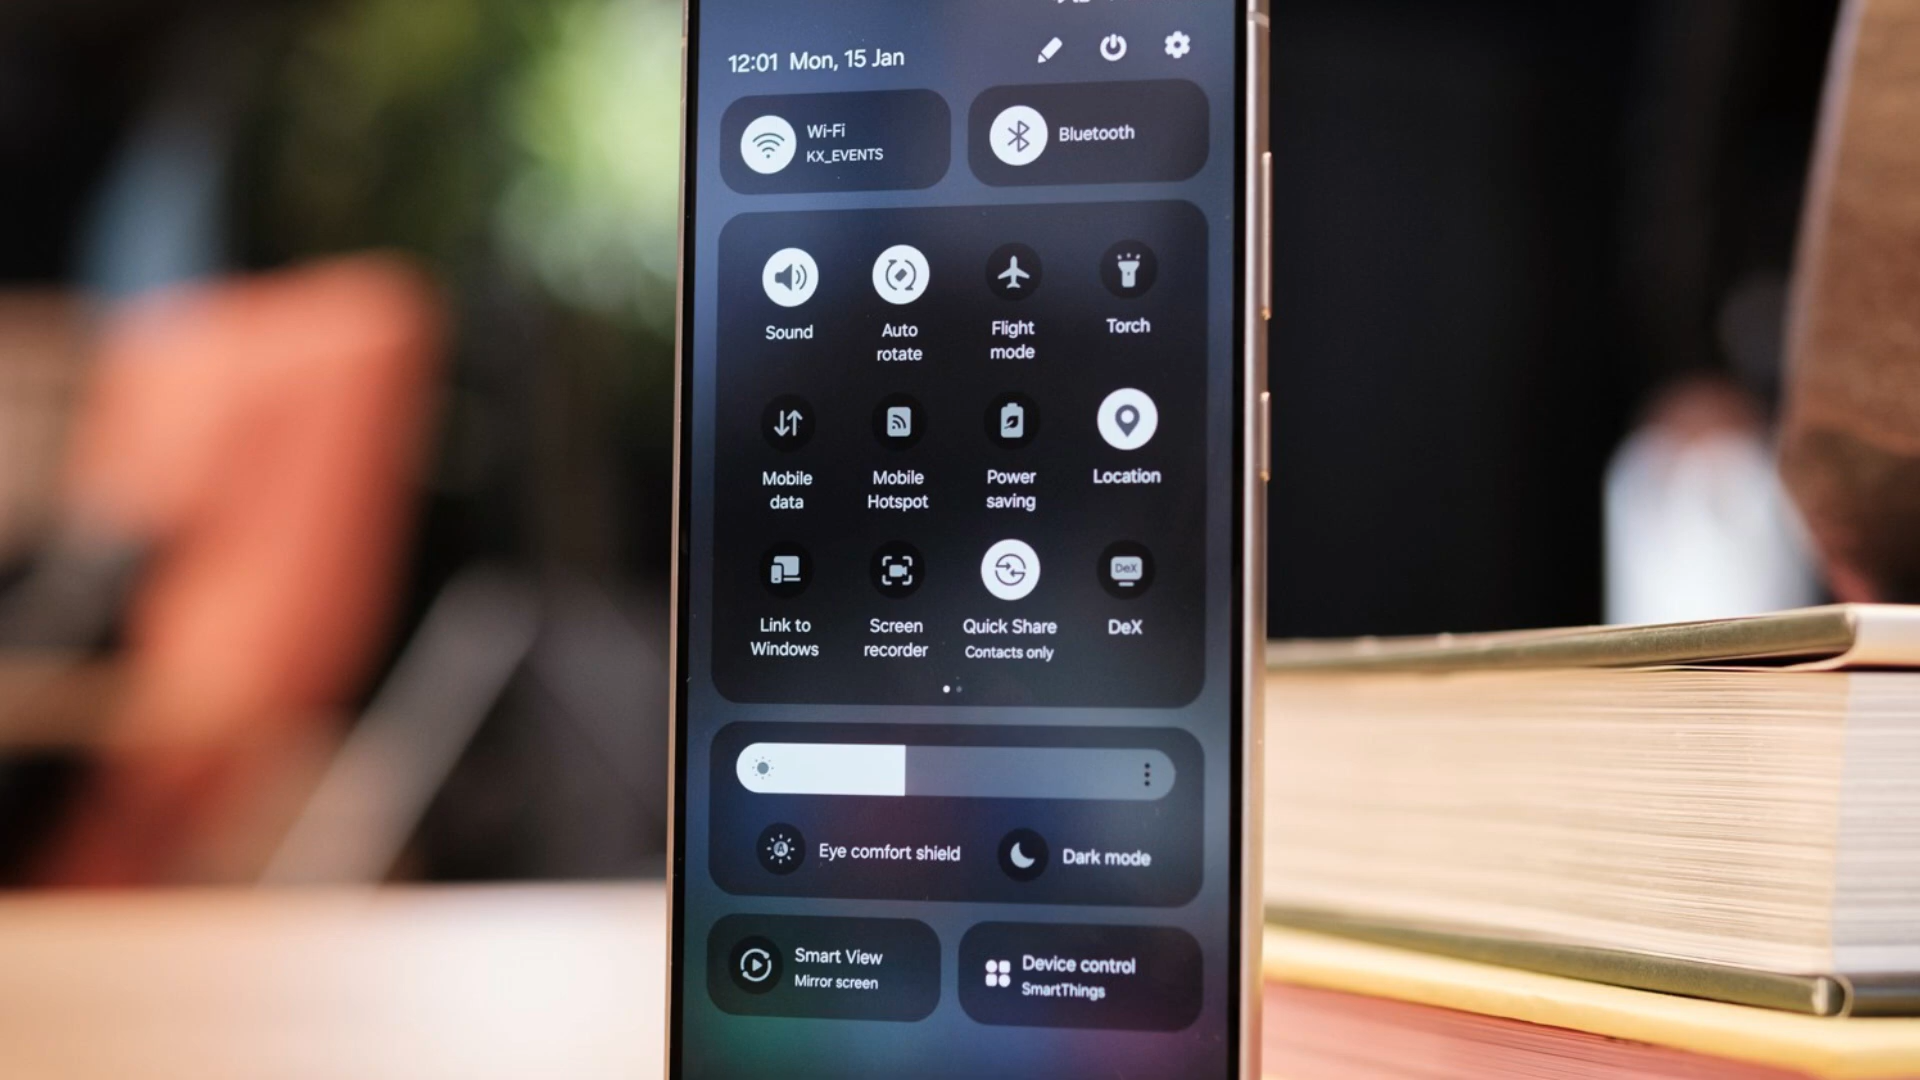 12:01 Mon, 15 Jan
Wi-Fi
KX_EVENTS
Bluetooth
Sound
Auto
rotate
Flight
mode
Torch
Mobile
data
Mobile
Hotspot
Power
saving
Location
Link to
Windows
Screen
recorder
Quick Share
Contacts only
DeX
DeX
Eye comfort shield
Dark mode
Smart View
Mirror screen
Device control
SmartThings